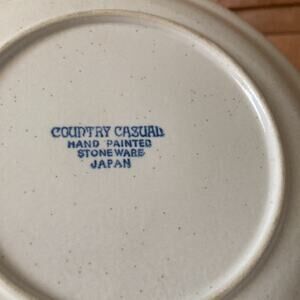 COUNTRY CASUAL
HAND PAINTED
STONEWARE
JAPAN